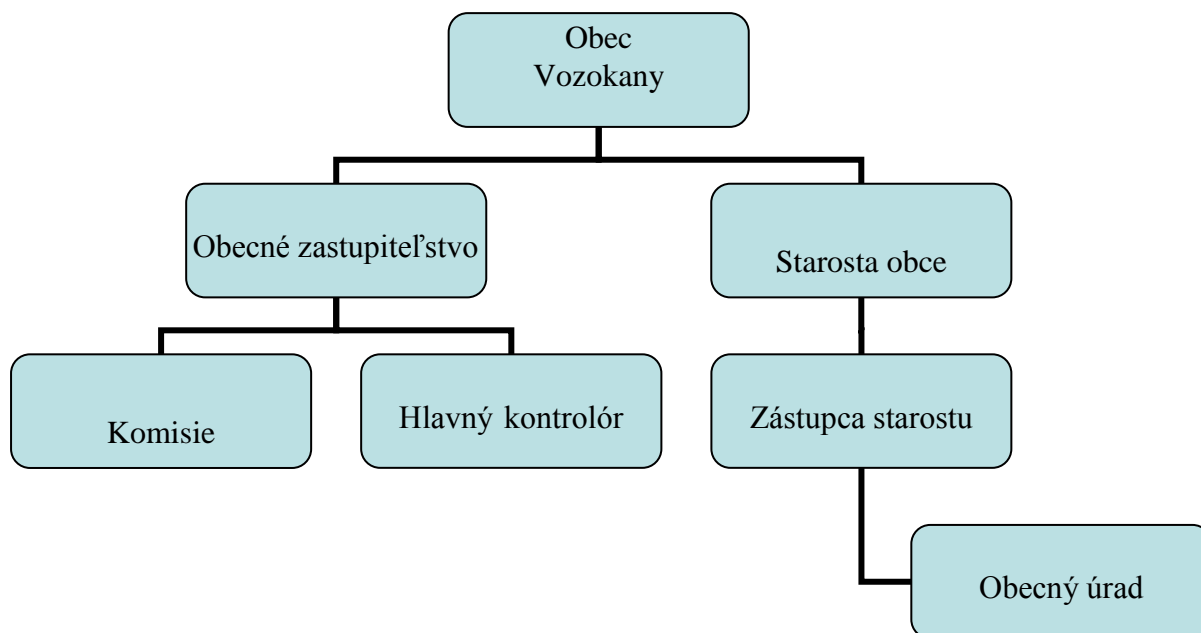 Obec
Vozokany
Obecné zastupiteľstvo
Starosta obce
Komisie
Hlavný kontrolór
Zástupca starostu
Obecný úrad